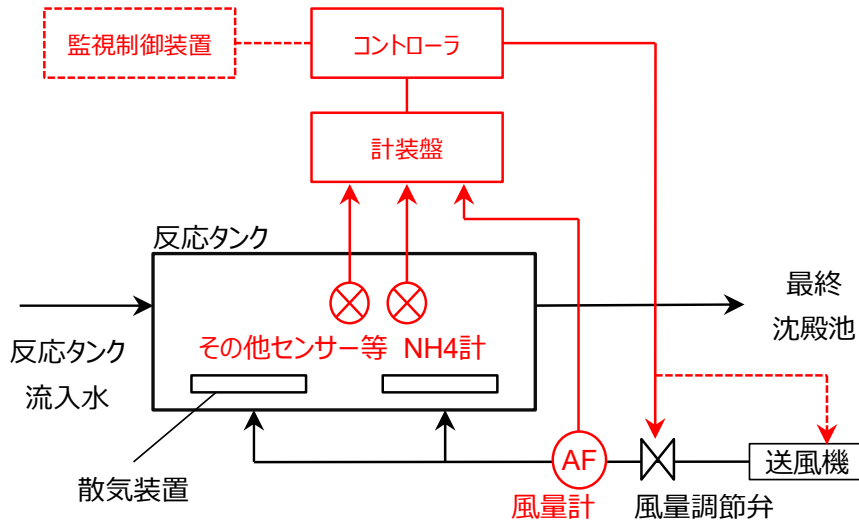 監視制御装置
コントローラ
計装盤
反応タンク
最終
沈殿池
反応タンク
流入水
その他センサー等
NH4計
散気装置
AF
風量計
風量調節弁
送風機